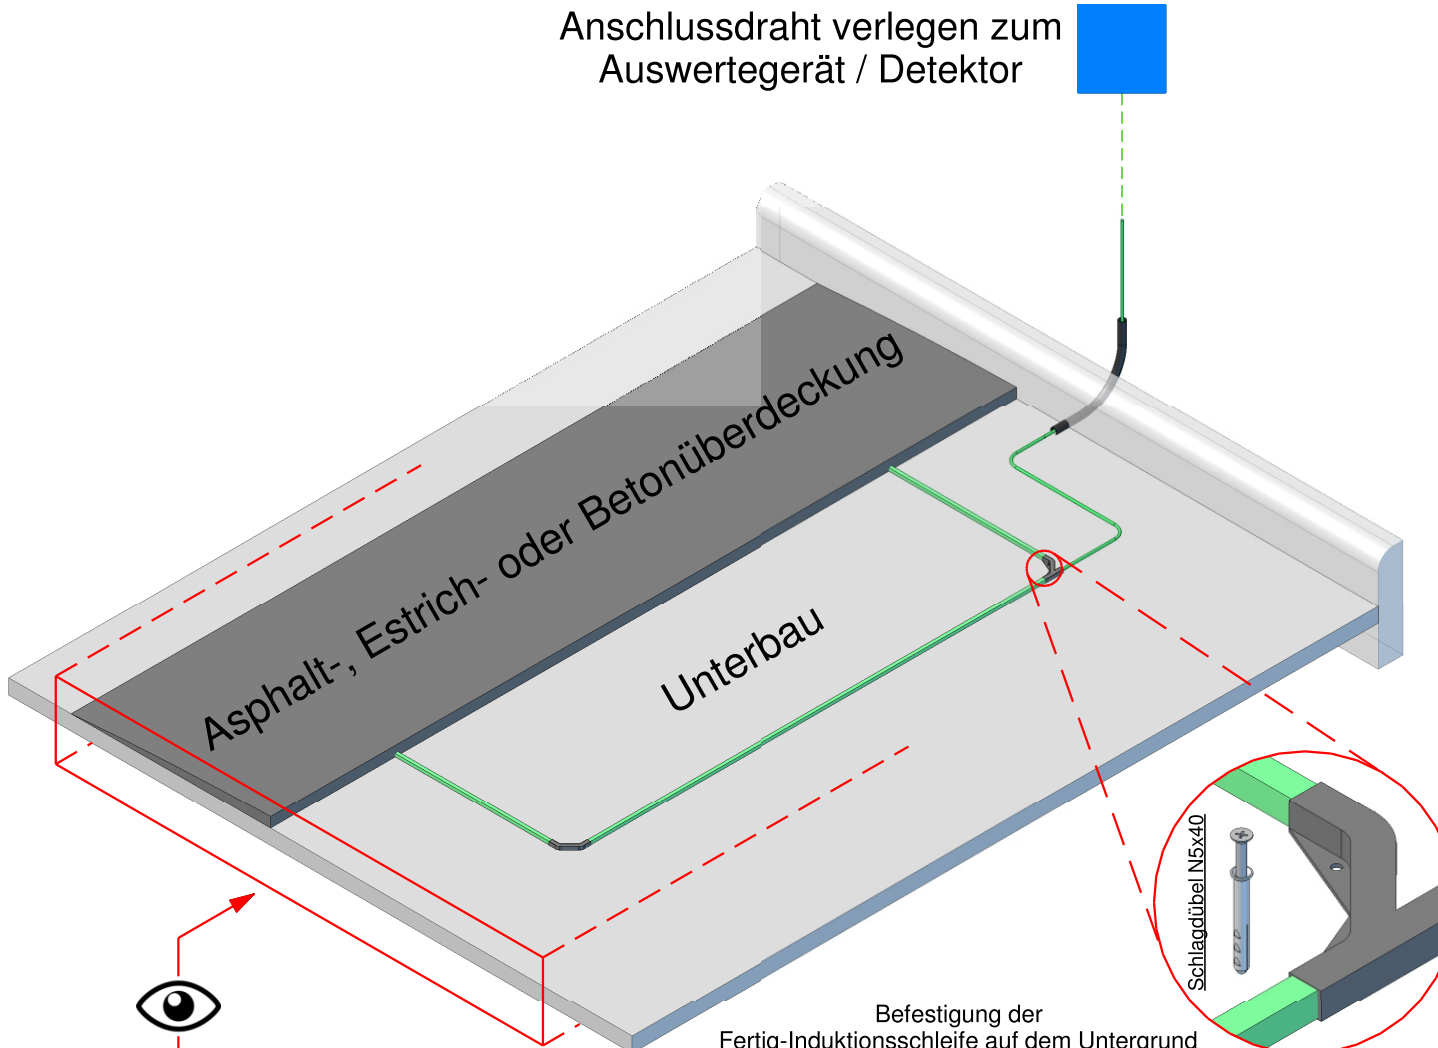 Anschlussdraht verlegen zum
Auswertegerät / Detektor
Asphalt-, Estrich- oder Betonüberdeckung
Unterbau
Schlagdübel N5x40
Befestigung der
Fertig-Induktionsschleife auf dem Untergrund